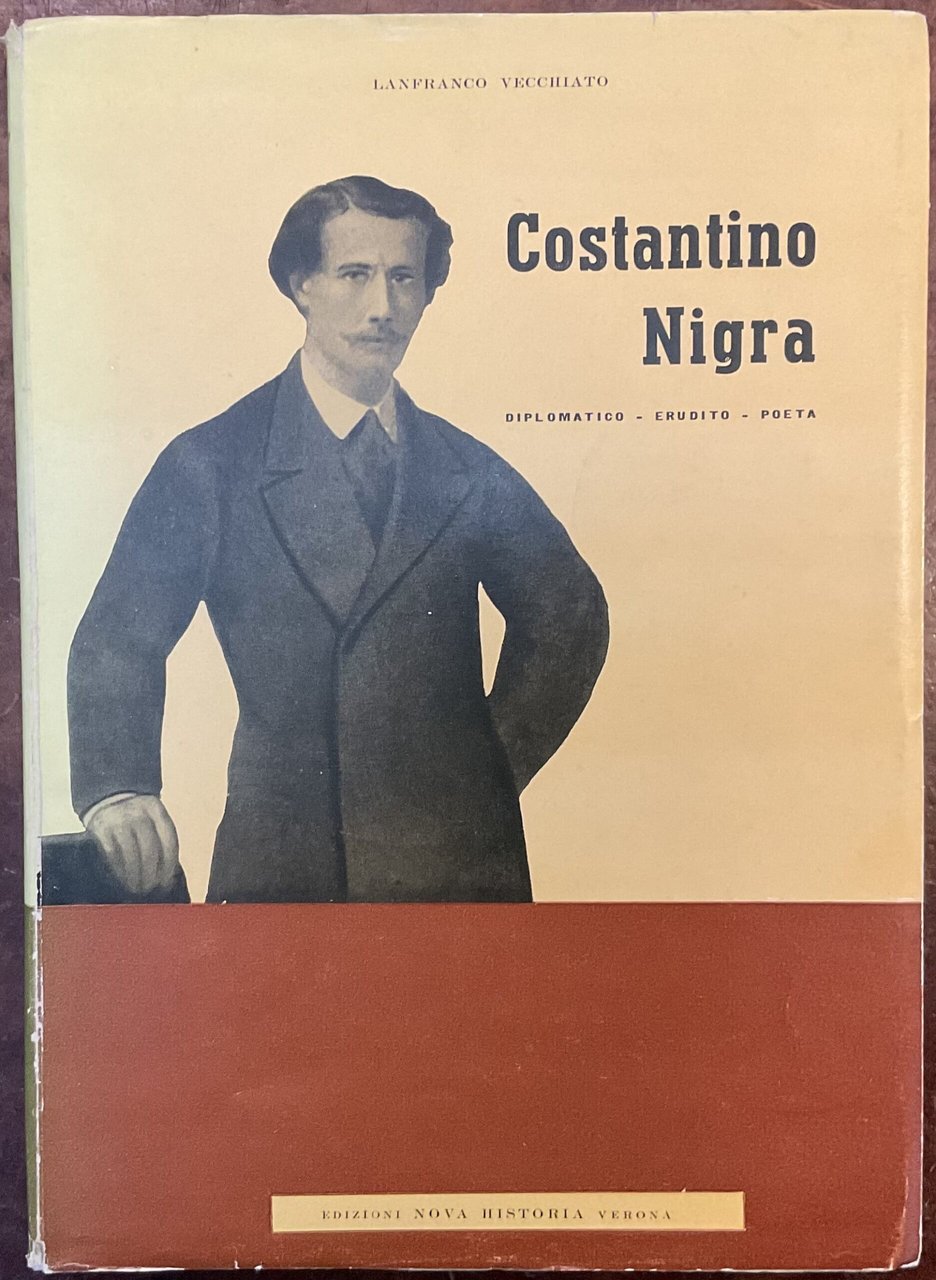 LANFRANCO VECCHIATO
Costantino
Nigra
DIPLOMATICO - ERUDITO - POETA
EDIZIONI NOVA HISTORIA VERONA